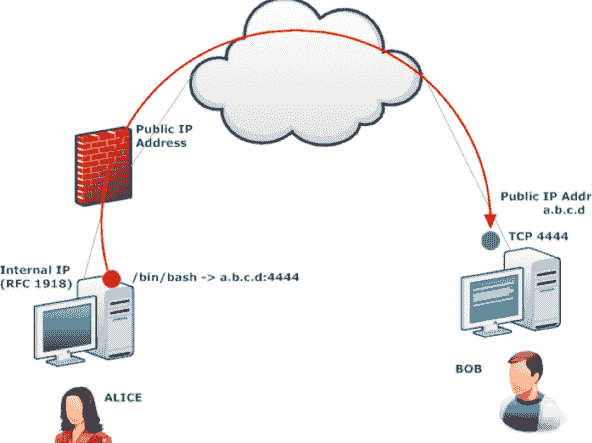 Public IP
Address
Public IP Addr
a.b.c.d
TCP 4444
Internal IP
(RFC 1918)
/bin/bash -> a.b.c.d:4444
ALICE
BOB